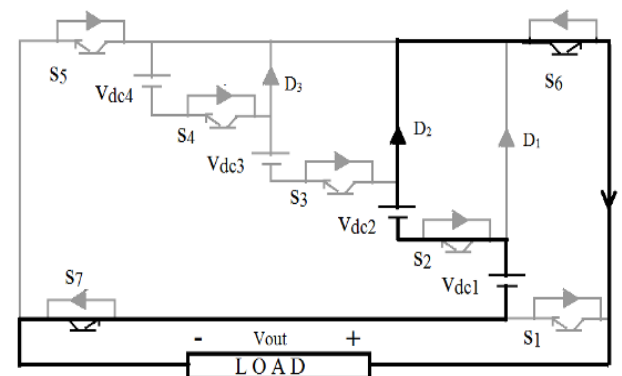 S5
Vdc4
D3
S6
S4
D2
D1
Vdc3
S3
Vdc2
S2
S7
Vdc1
- Vout +
S1
LOAD